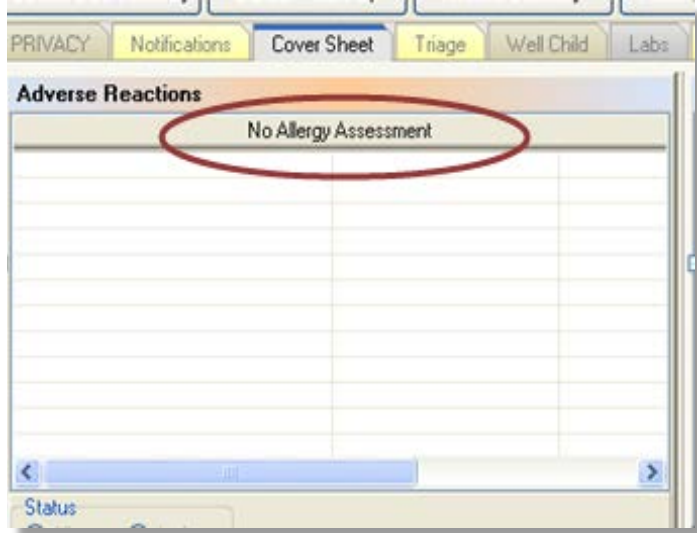 PRIVACY Notifications Cover Sheet Triage Well Child Labs
Adverse Reactions
No Allergy Assessment
Status